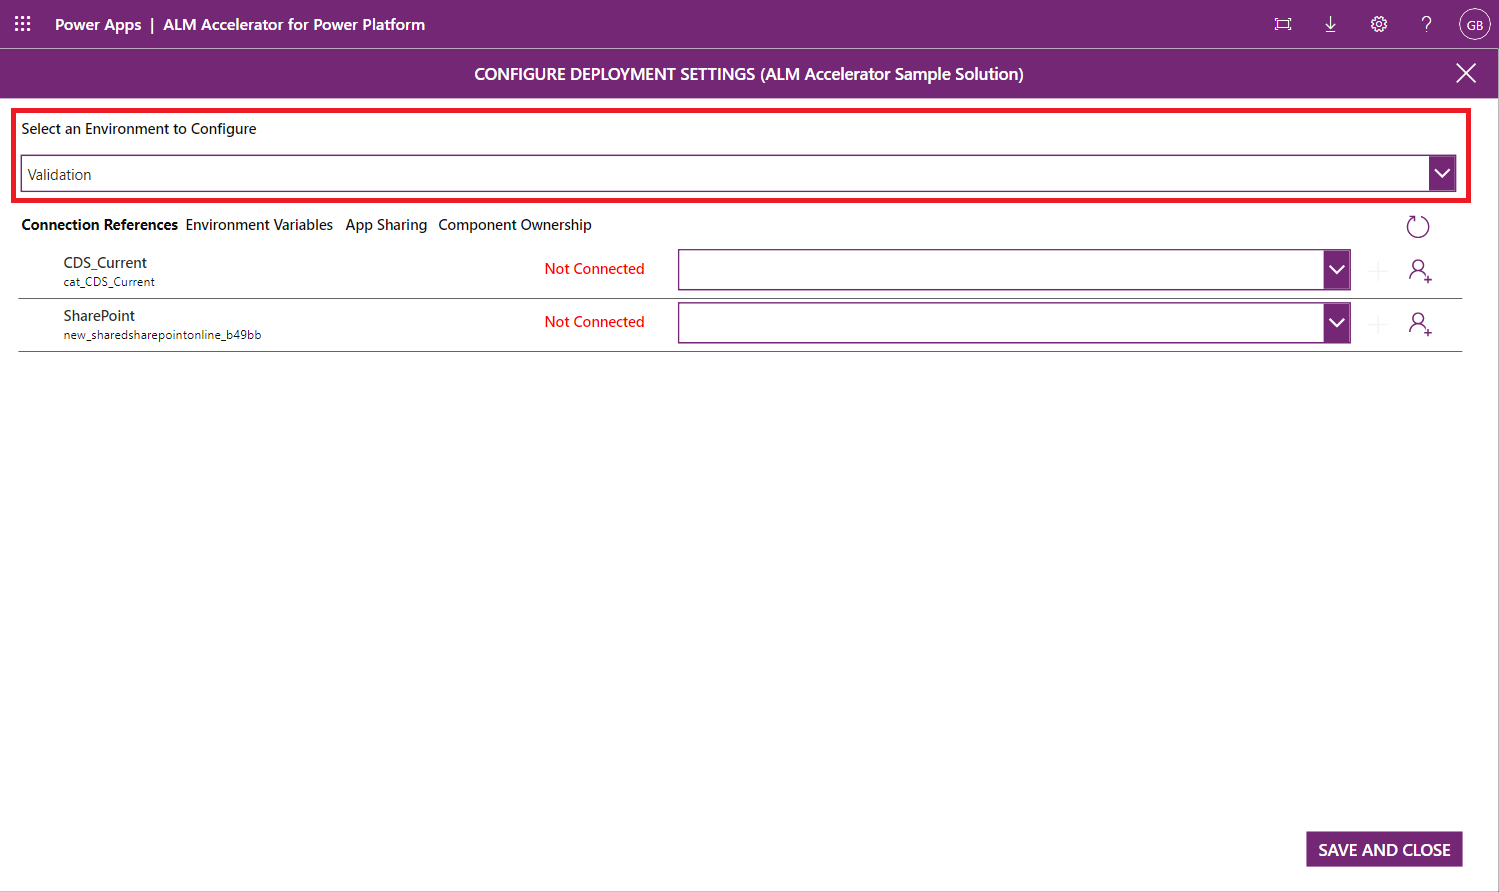 Power Apps | ALM Accelerator for Power Platform
? GB
CONFIGURE DEPLOYMENT SETTINGS (ALM Accelerator Sample Solution)
Select an Environment to Configure
Validation
Connection References Environment Variables App Sharing Component Ownership
CDS_Current
cat_CDS_Current
Not Connected
SharePoint
new_sharedsharepointonline_b49bb
Not Connected
SAVE AND CLOSE